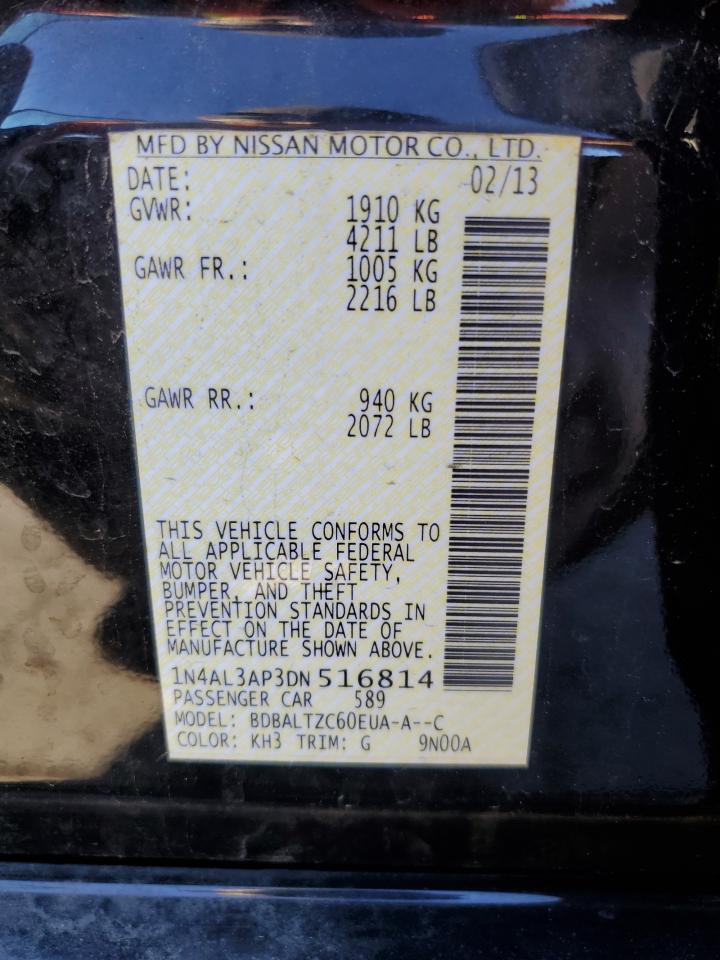 MFD BY NISSAN MOTOR CO., LTD.
DATE: 02/13
GVWR: 1910 KG
4211 LB
GAWR FR.: 1005 KG
2216 LB
GAWR RR.: 940 KG
2072 LB
THIS VEHICLE CONFORMS TO
ALL APPLICABLE FEDERAL
MOTOR VEHICLE SAFETY,
BUMPER, AND THEFT
PREVENTION STANDARDS IN
EFFECT ON THE DATE OF
MANUFACTURE SHOWN ABOVE.
1N4AL3AP3DN 516814
PASSENGER CAR 589
MODEL: BDBALTZC60EUA-A--C
COLOR: KH3 TRIM: G 9N00A